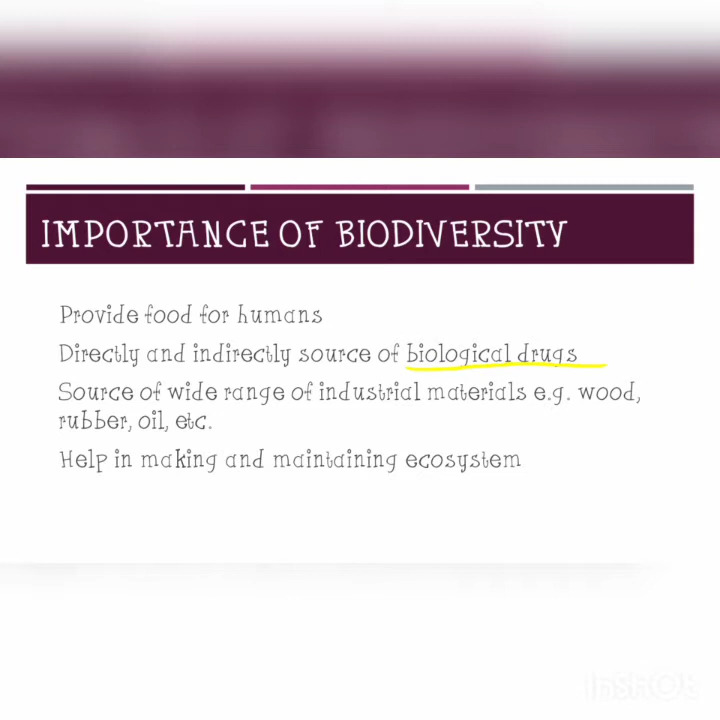 IMPORTANCE OF BIODIVERSITY
Provide food for humans
Directly and indirectly source of biological drugs
Source of wide range of industrial materials e.g. wood,
rubber, oil, etc.
Help in making and maintaining ecosystem
InShOt